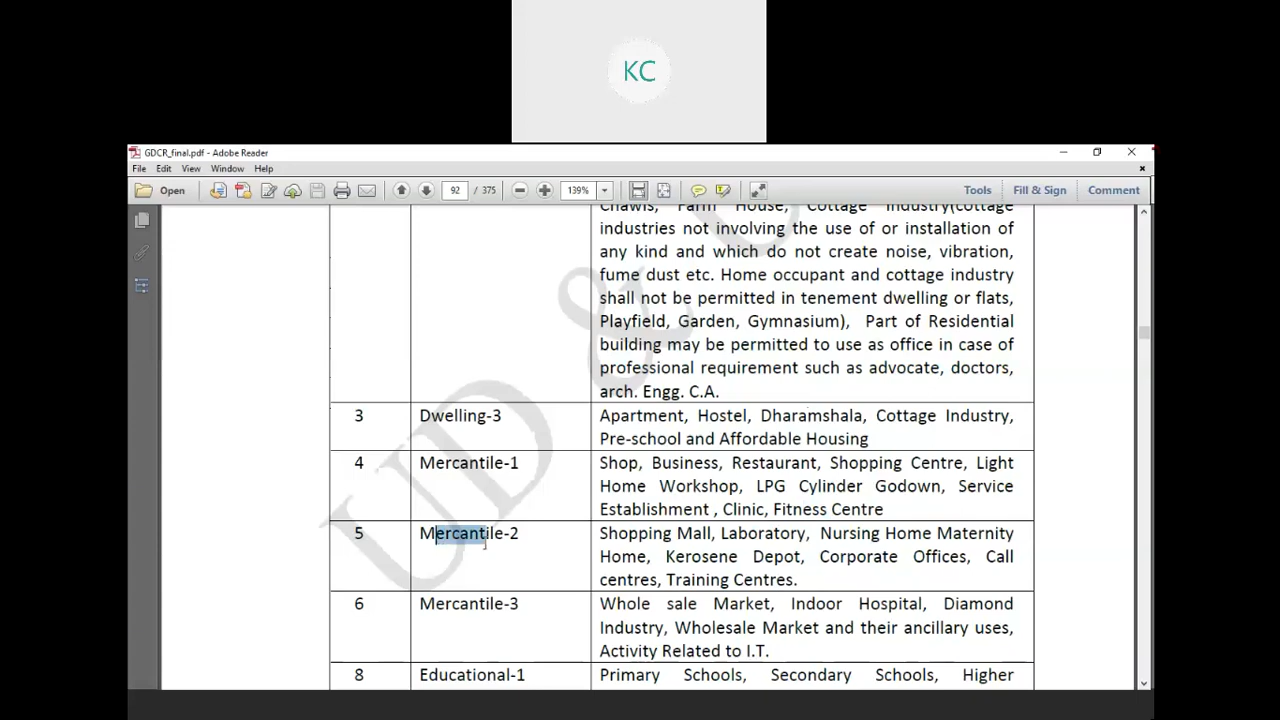 KC
GDCR_final.pdf - Adobe Reader
File Edit View Window Help
Open 92 / 375 139% Tools Fill & Sign Comment
Chawls, Farm House, Cottage Industry(cottage
industries not involving the use of or installation of
any kind and which do not create noise, vibration,
fume dust etc. Home occupant and cottage industry
shall not be permitted in tenement dwelling or flats,
Playfield, Garden, Gymnasium), Part of Residential
building may be permitted to use as office in case of
professional requirement such as advocate, doctors,
arch. Engg. C.A.
3 Dwelling-3 Apartment, Hostel, Dharamshala, Cottage Industry,
Pre-school and Affordable Housing
4 Mercantile-1 Shop, Business, Restaurant, Shopping Centre, Light
Home Workshop, LPG Cylinder Godown, Service
Establishment , Clinic, Fitness Centre
5 Mercantile-2 Shopping Mall, Laboratory, Nursing Home Maternity
Home, Kerosene Depot, Corporate Offices, Call
centres, Training Centres.
6 Mercantile-3 Whole sale Market, Indoor Hospital, Diamond
Industry, Wholesale Market and their ancillary uses,
Activity Related to I.T.
8 Educational-1 Primary Schools, Secondary Schools, Higher
UD & U